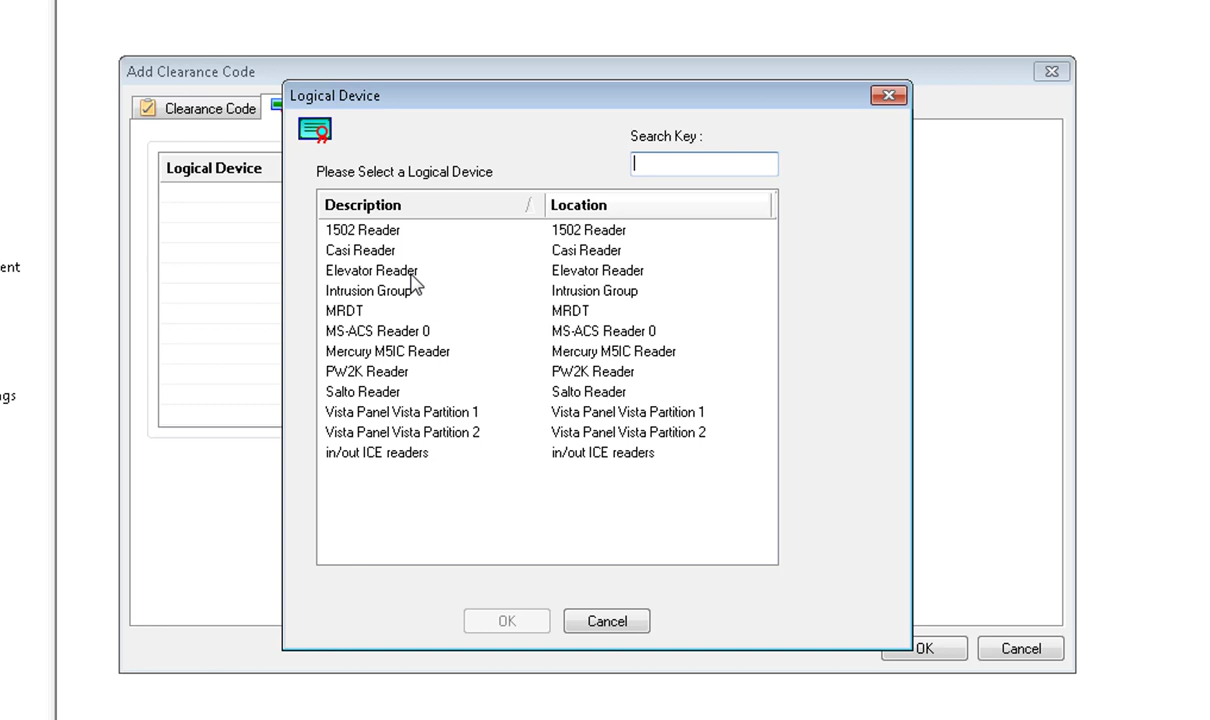 Add Clearance Code
Logical Device
Clearance Code
Search Key :
Logical Device
Please Select a Logical Device
Description Location
1502 Reader 1502 Reader
Casi Reader Casi Reader
Elevator Reader Elevator Reader
ent
Intrusion Group Intrusion Group
MRDT MRDT
MS-ACS Reader 0 MS-ACS Reader 0
Mercury M5IC Reader Mercury M5IC Reader
PW2K Reader PW2K Reader
Salto Reader Salto Reader
ngs
Vista Panel Vista Partition 1 Vista Panel Vista Partition 1
Vista Panel Vista Partition 2 Vista Panel Vista Partition 2
in/out ICE readers in/out ICE readers
OK Cancel
OK Cancel